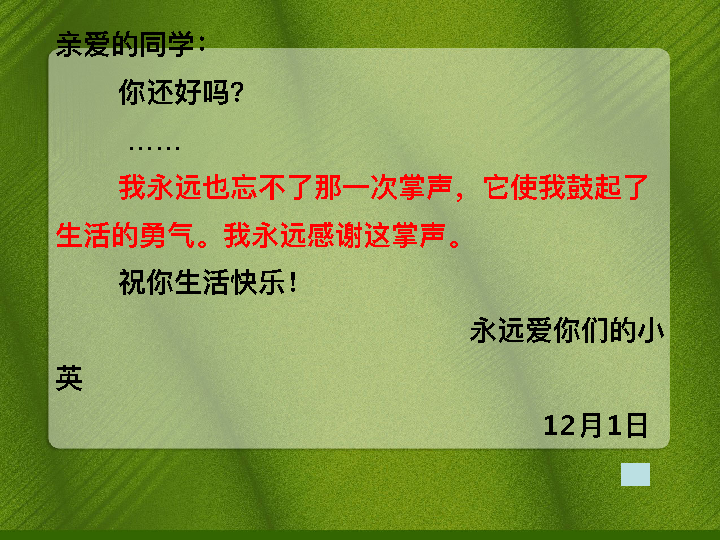 亲爱的同学：
你还好吗？
……
我永远也忘不了那一次掌声，它使我鼓起了
生活的勇气。我永远感谢这掌声。
祝你生活快乐！
永远爱你们的小
英
12月1日